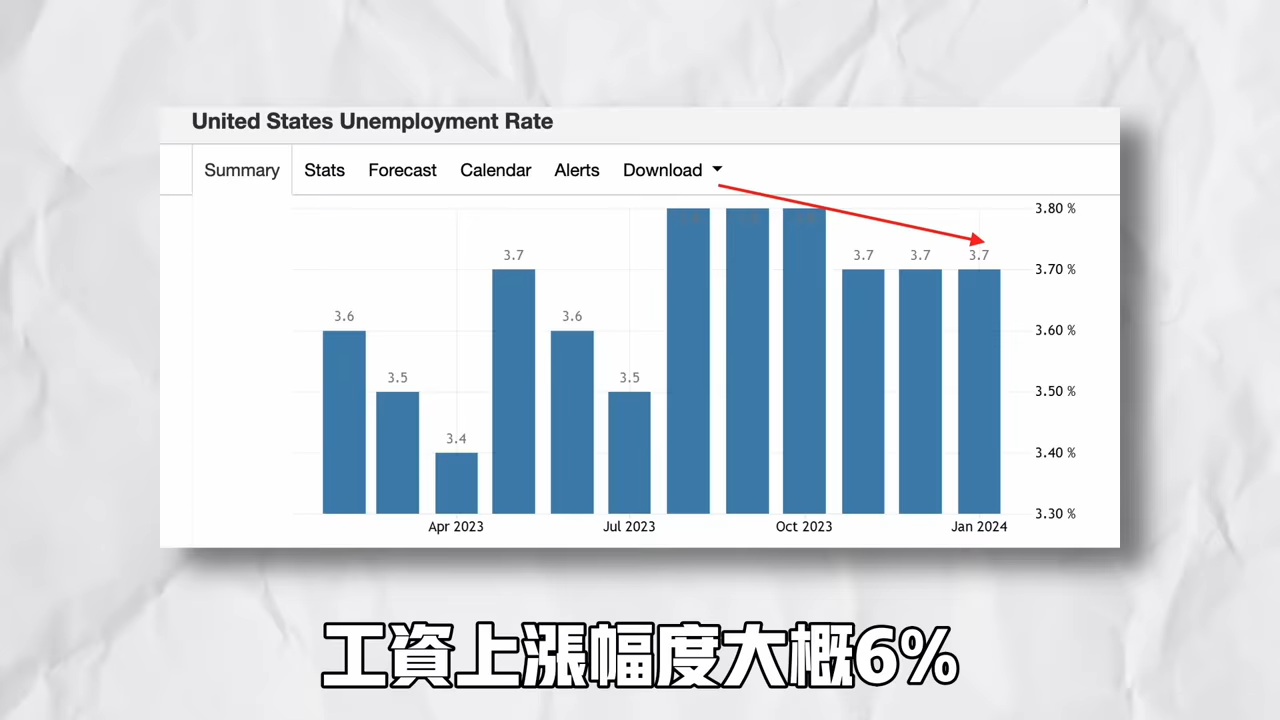 United States Unemployment Rate
Summary Stats Forecast Calendar Alerts Download
3.80 %
3.7 3.7 3.7 3.7
3.70 %
3.6 3.6
3.60 %
3.5 3.5
3.50 %
3.4
3.40 %
3.30 %
Apr 2023 Jul 2023 Oct 2023 Jan 2024
工資上漲幅度大概6%